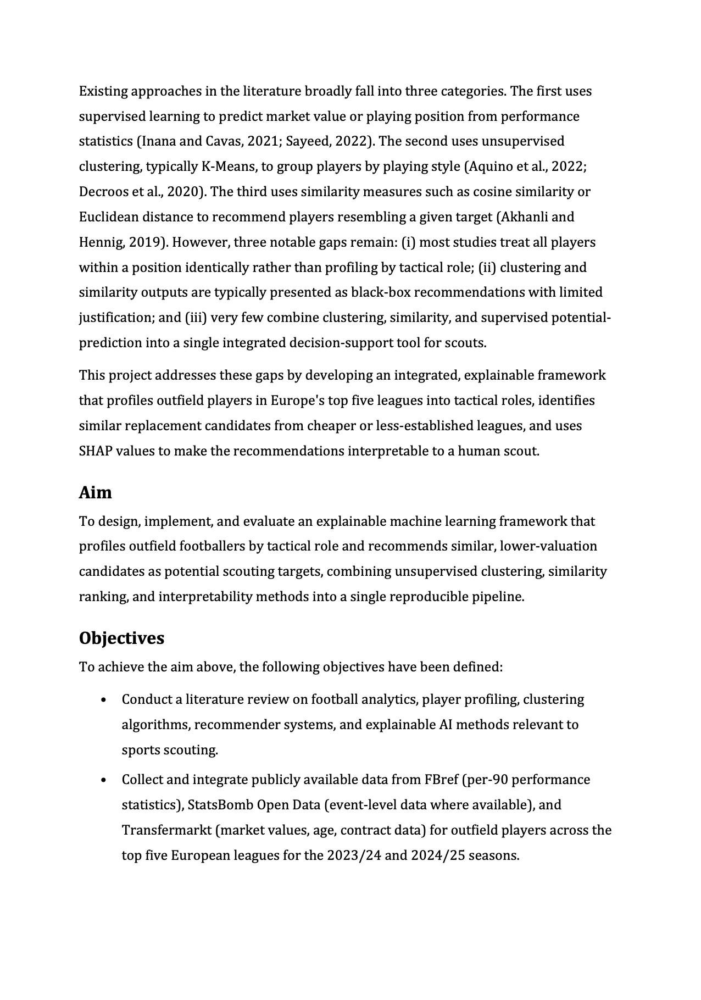 Existing approaches in the literature broadly fall into three categories. The first uses
supervised learning to predict market value or playing position from performance
statistics (Inana and Cavas, 2021; Sayeed, 2022). The second uses unsupervised
clustering, typically K-Means, to group players by playing style (Aquino et al., 2022;
Decroos et al., 2020). The third uses similarity measures such as cosine similarity or
Euclidean distance to recommend players resembling a given target (Akhanli and
Hennig, 2019). However, three notable gaps remain: (i) most studies treat all players
within a position identically rather than profiling by tactical role; (ii) clustering and
similarity outputs are typically presented as black-box recommendations with limited
justification; and (iii) very few combine clustering, similarity, and supervised potential-
prediction into a single integrated decision-support tool for scouts.
This project addresses these gaps by developing an integrated, explainable framework
that profiles outfield players in Europe's top five leagues into tactical roles, identifies
similar replacement candidates from cheaper or less-established leagues, and uses
SHAP values to make the recommendations interpretable to a human scout.
Aim
To design, implement, and evaluate an explainable machine learning framework that
profiles outfield footballers by tactical role and recommends similar, lower-valuation
candidates as potential scouting targets, combining unsupervised clustering, similarity
ranking, and interpretability methods into a single reproducible pipeline.
Objectives
To achieve the aim above, the following objectives have been defined:
• Conduct a literature review on football analytics, player profiling, clustering
algorithms, recommender systems, and explainable AI methods relevant to
sports scouting.
• Collect and integrate publicly available data from FBref (per-90 performance
statistics), StatsBomb Open Data (event-level data where available), and
Transfermarkt (market values, age, contract data) for outfield players across the
top five European leagues for the 2023/24 and 2024/25 seasons.